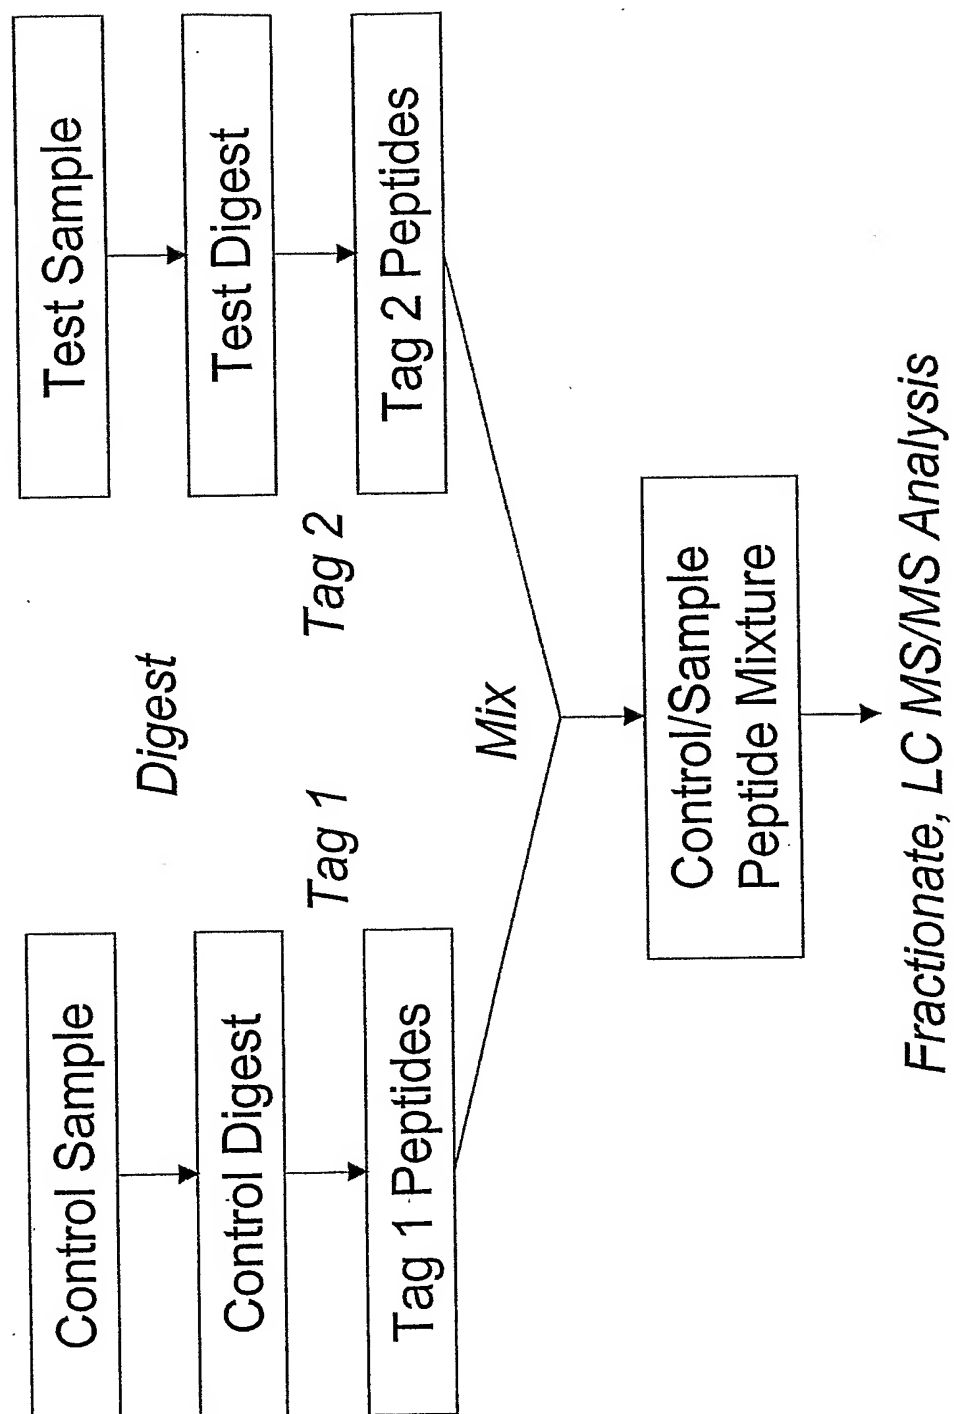 Control Sample
Test Sample
Digest
Control Digest
Test Digest
Tag 1
Tag 2
Tag 1 Peptides
Tag 2 Peptides
Mix
Control/Sample
Peptide Mixture
Fractionate, LC MS/MS Analysis